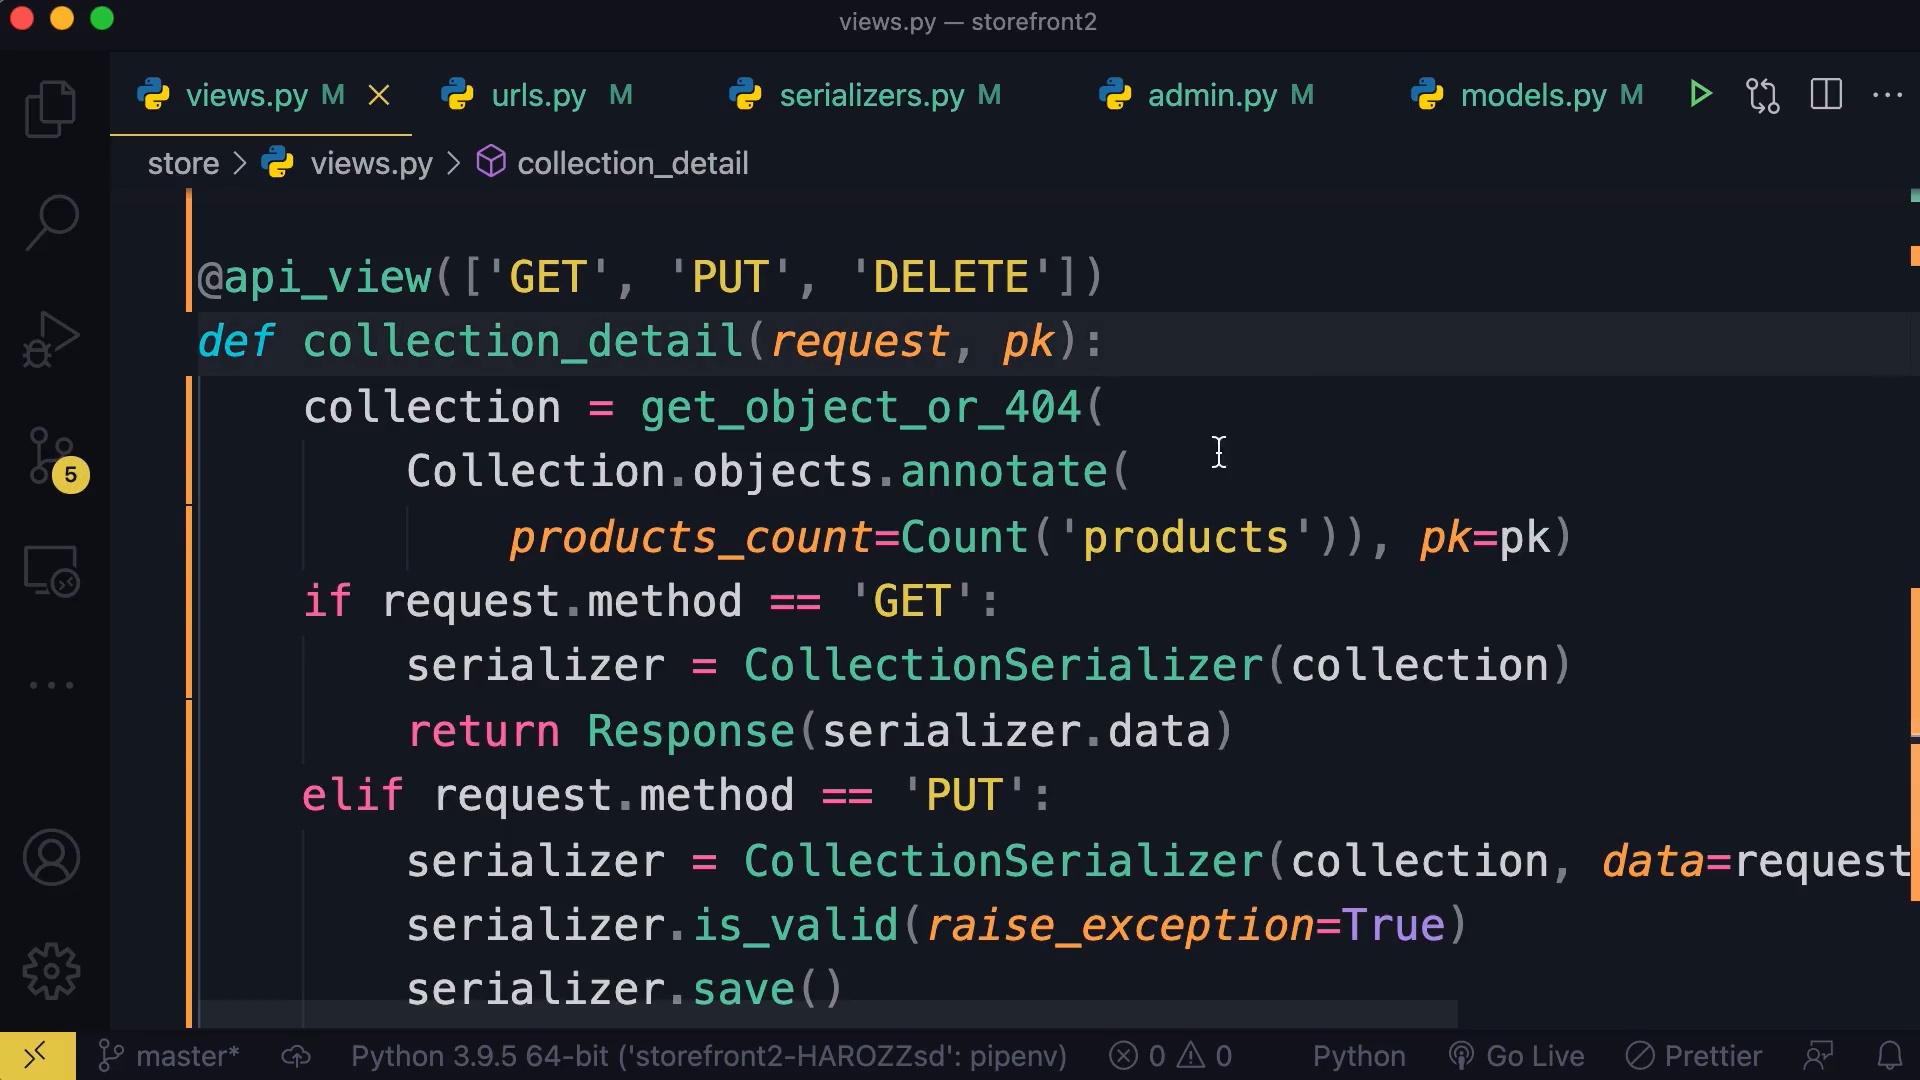 views.py — storefront2
views.py M urls.py M serializers.py M admin.py M models.py M
store > views.py > collection_detail
@api_view(['GET', 'PUT', 'DELETE'])
def collection_detail(request, pk):
    collection = get_object_or_404(
        Collection.objects.annotate(
            products_count=Count('products')), pk=pk)
    if request.method == 'GET':
        serializer = CollectionSerializer(collection)
        return Response(serializer.data)
    elif request.method == 'PUT':
        serializer = CollectionSerializer(collection, data=request
        serializer.is_valid(raise_exception=True)
        serializer.save()
5
master* Python 3.9.5 64-bit ('storefront2-HAROZZsd': pipenv) 0 0 Python Go Live Prettier